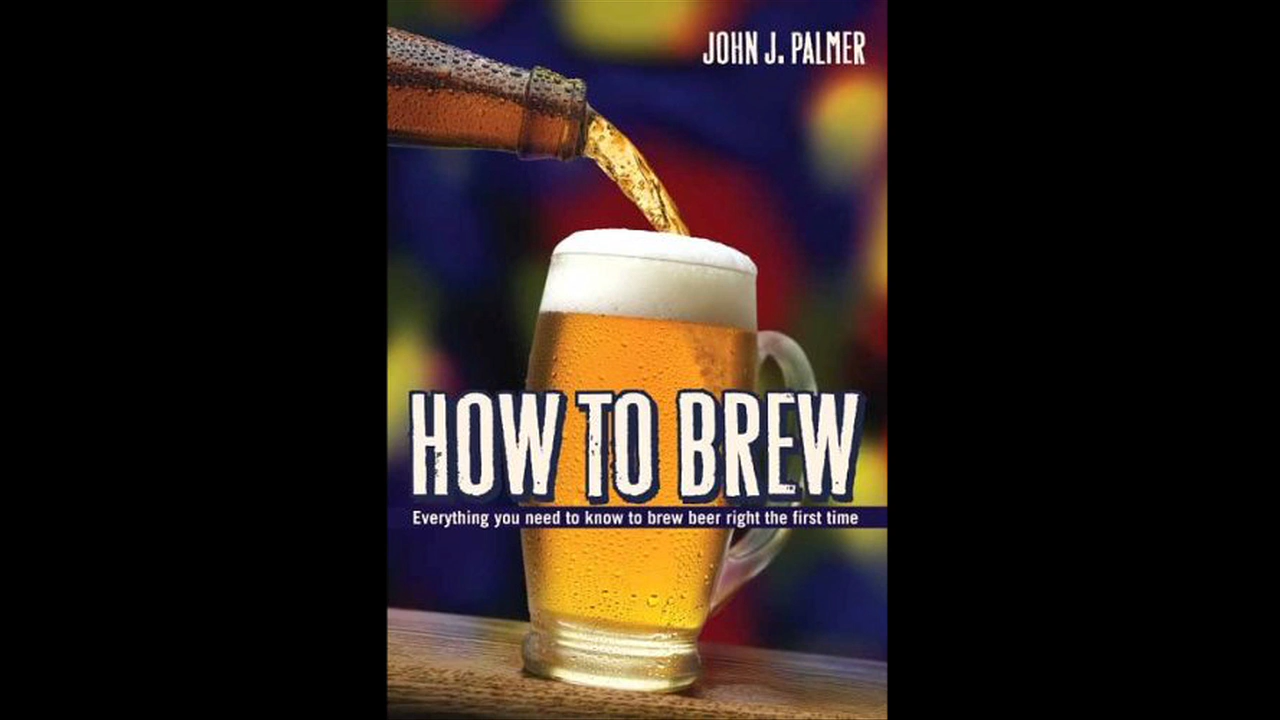 JOHN J. PALMER
HOW TO BREW
Everything you need to know to brew beer right the first time